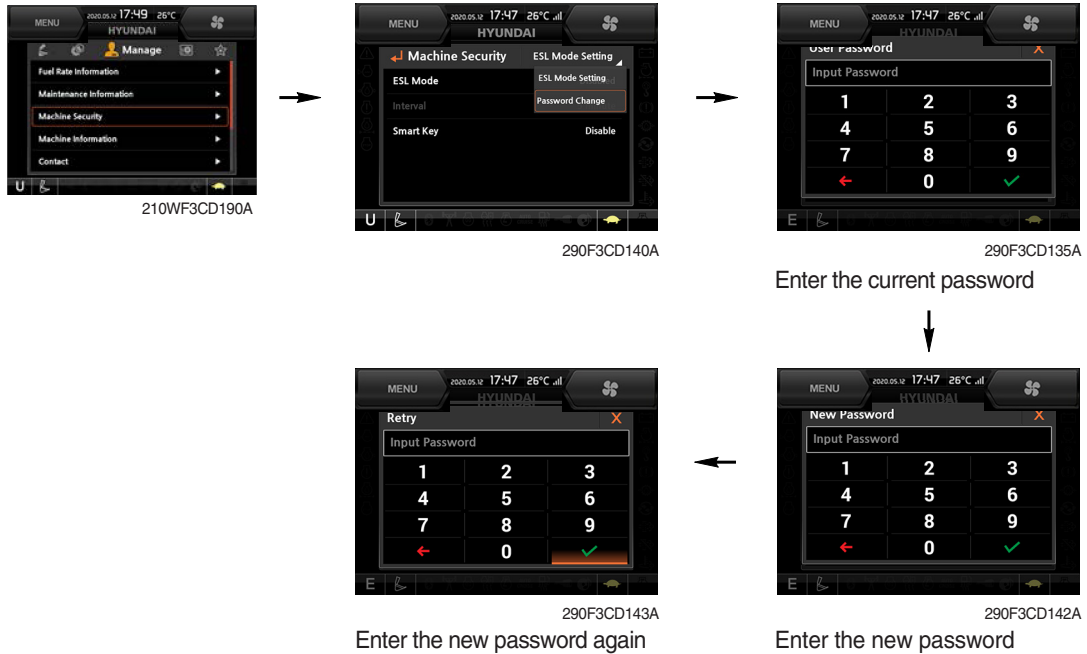 MENU 2020.05.12 17:49 26°C
HYUNDAI
Manage
Fuel Rate Information
Maintenance Information
Machine Security
Machine Information
Contact
U
210WF3CD190A
MENU 2020.05.12 17:47 26°C
HYUNDAI
Machine Security ESL Mode Setting
ESL Mode ESL Mode Setting
Interval Password Change
Smart Key Disable
U
290F3CD140A
MENU 2020.05.12 17:47 26°C
HYUNDAI
User Password X
Input Password
1 2 3
4 5 6
7 8 9
0
E
290F3CD135A
Enter the current password
MENU 2020.05.12 17:47 26°C
HYUNDAI
New Password X
Input Password
1 2 3
4 5 6
7 8 9
0
E
290F3CD142A
Enter the new password
MENU 2020.05.12 17:47 26°C
HYUNDAI
Retry X
Input Password
1 2 3
4 5 6
7 8 9
0
E
290F3CD143A
Enter the new password again